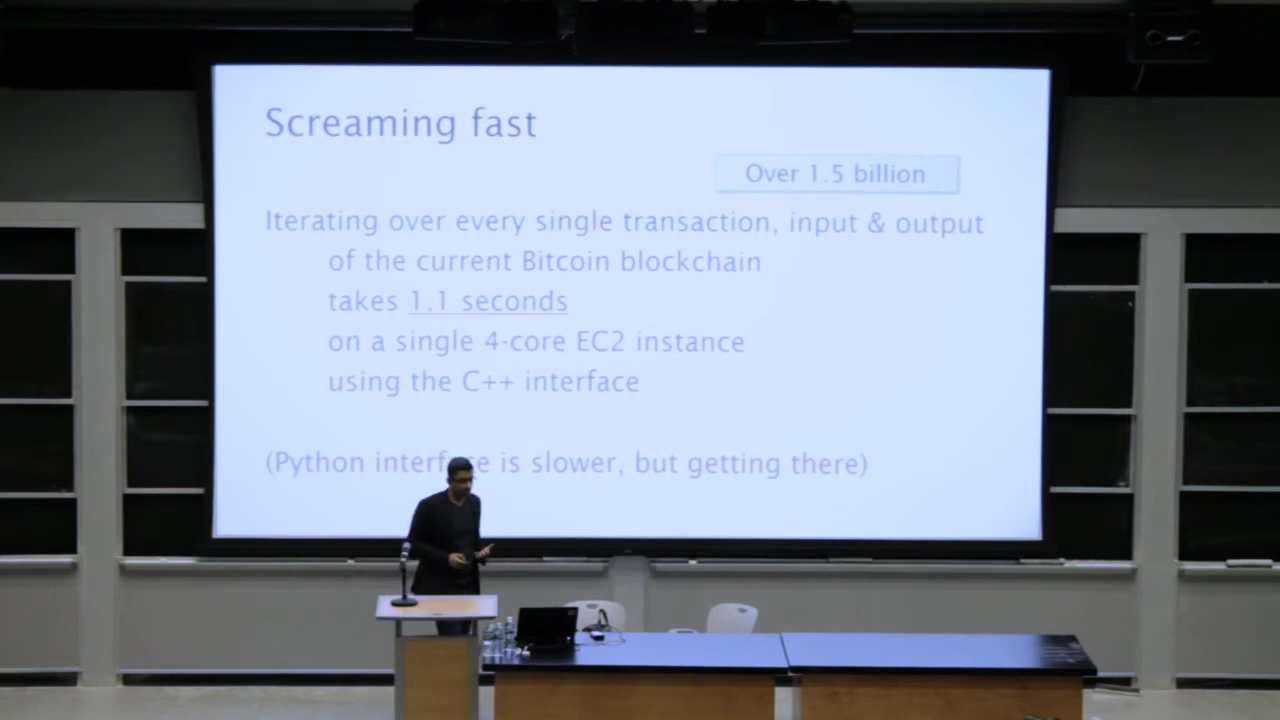 Screaming fast
Over 1.5 billion
Iterating over every single transaction, input & output
of the current Bitcoin blockchain
takes 1.1 seconds
on a single 4-core EC2 instance
using the C++ interface
(Python interface is slower, but getting there)